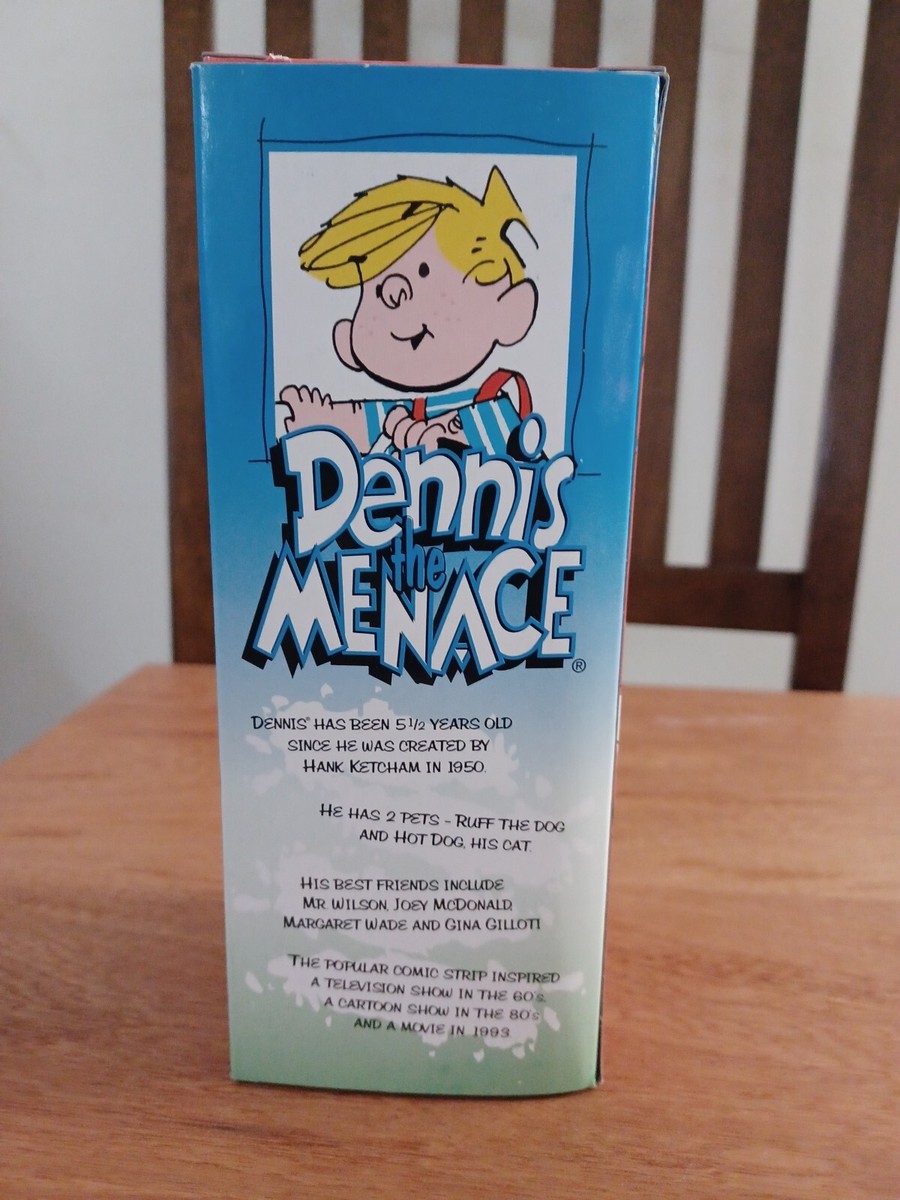 Dennis
the
MENACE®
DENNIS® HAS BEEN 5 1/2 YEARS OLD
SINCE HE WAS CREATED BY
HANK KETCHAM IN 1950.
HE HAS 2 PETS - RUFF THE DOG
AND HOT DOG, HIS CAT.
HIS BEST FRIENDS INCLUDE
MR. WILSON, JOEY MCDONALD,
MARGARET WADE AND GINA GILLOTI
THE POPULAR COMIC STRIP INSPIRED
A TELEVISION SHOW IN THE 60's,
A CARTOON SHOW IN THE 80's
AND A MOVIE IN 1993